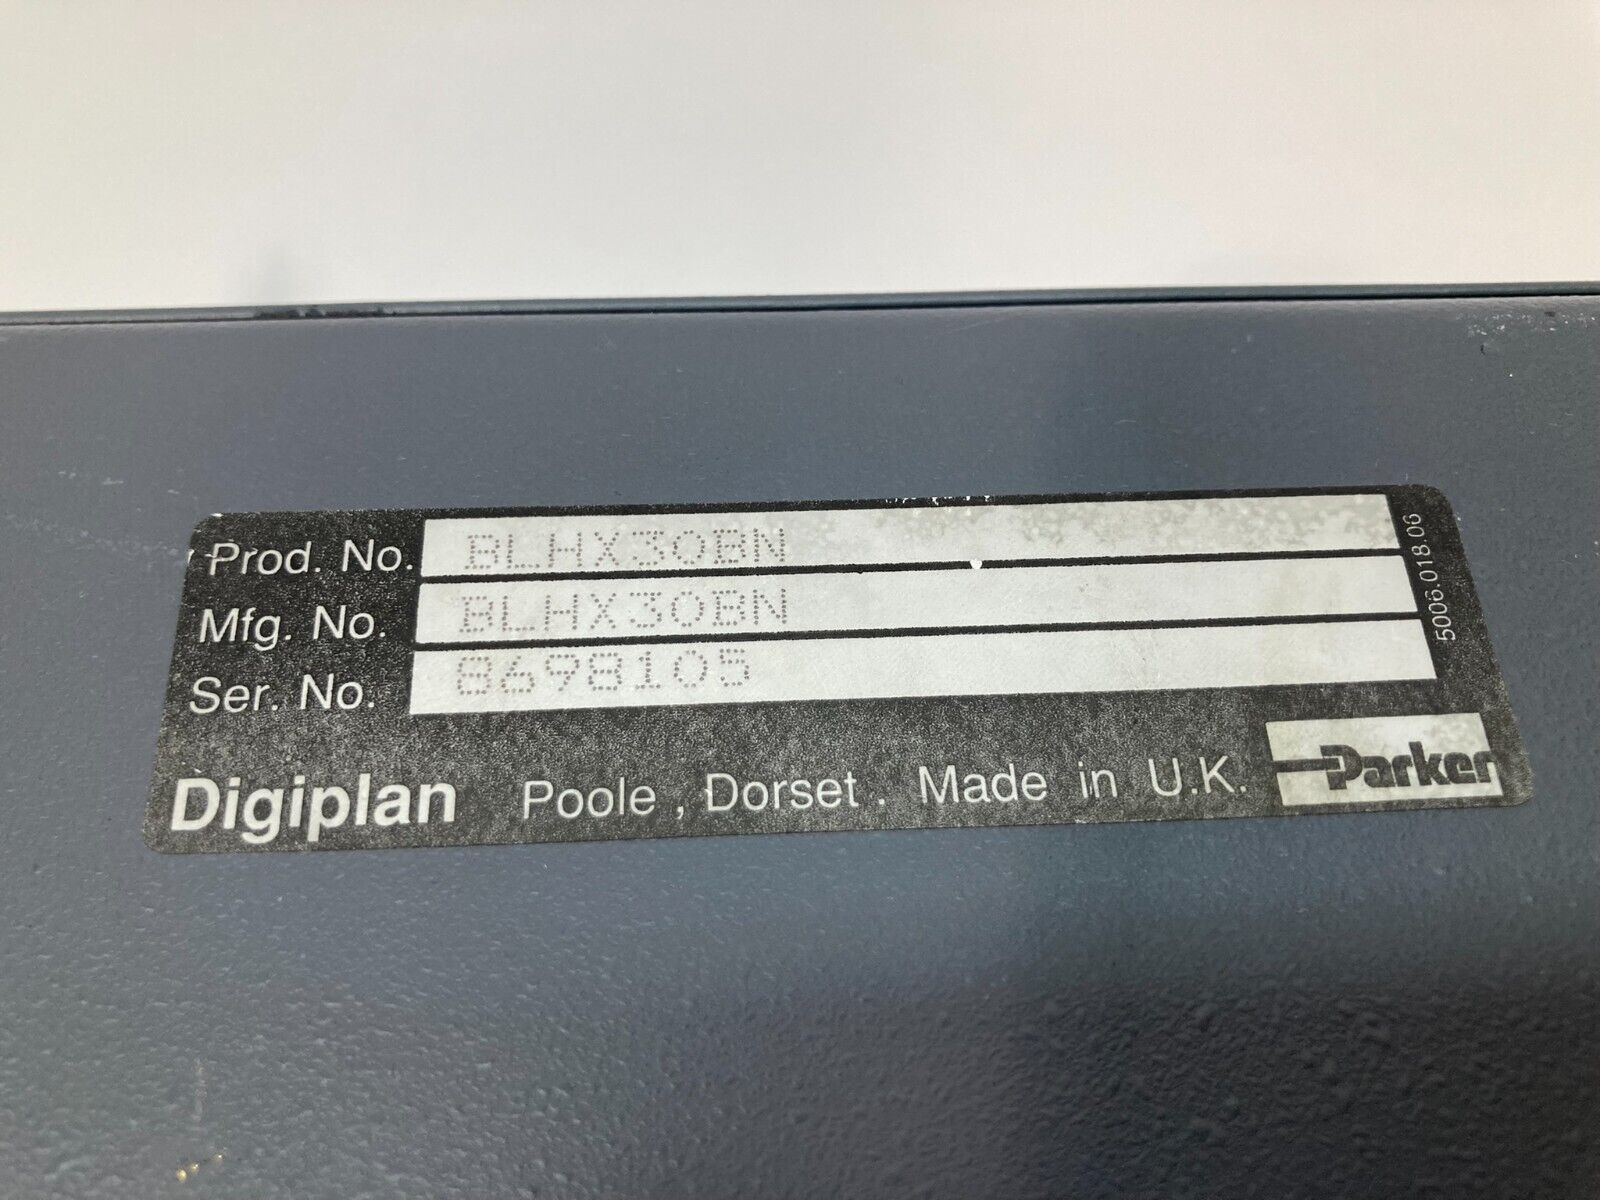 Prod. No. BLHX30BN
Mfg. No. BLHX30BN
Ser. No. 8698105
5006.018.06
Digiplan Poole , Dorset . Made in U.K. Parker